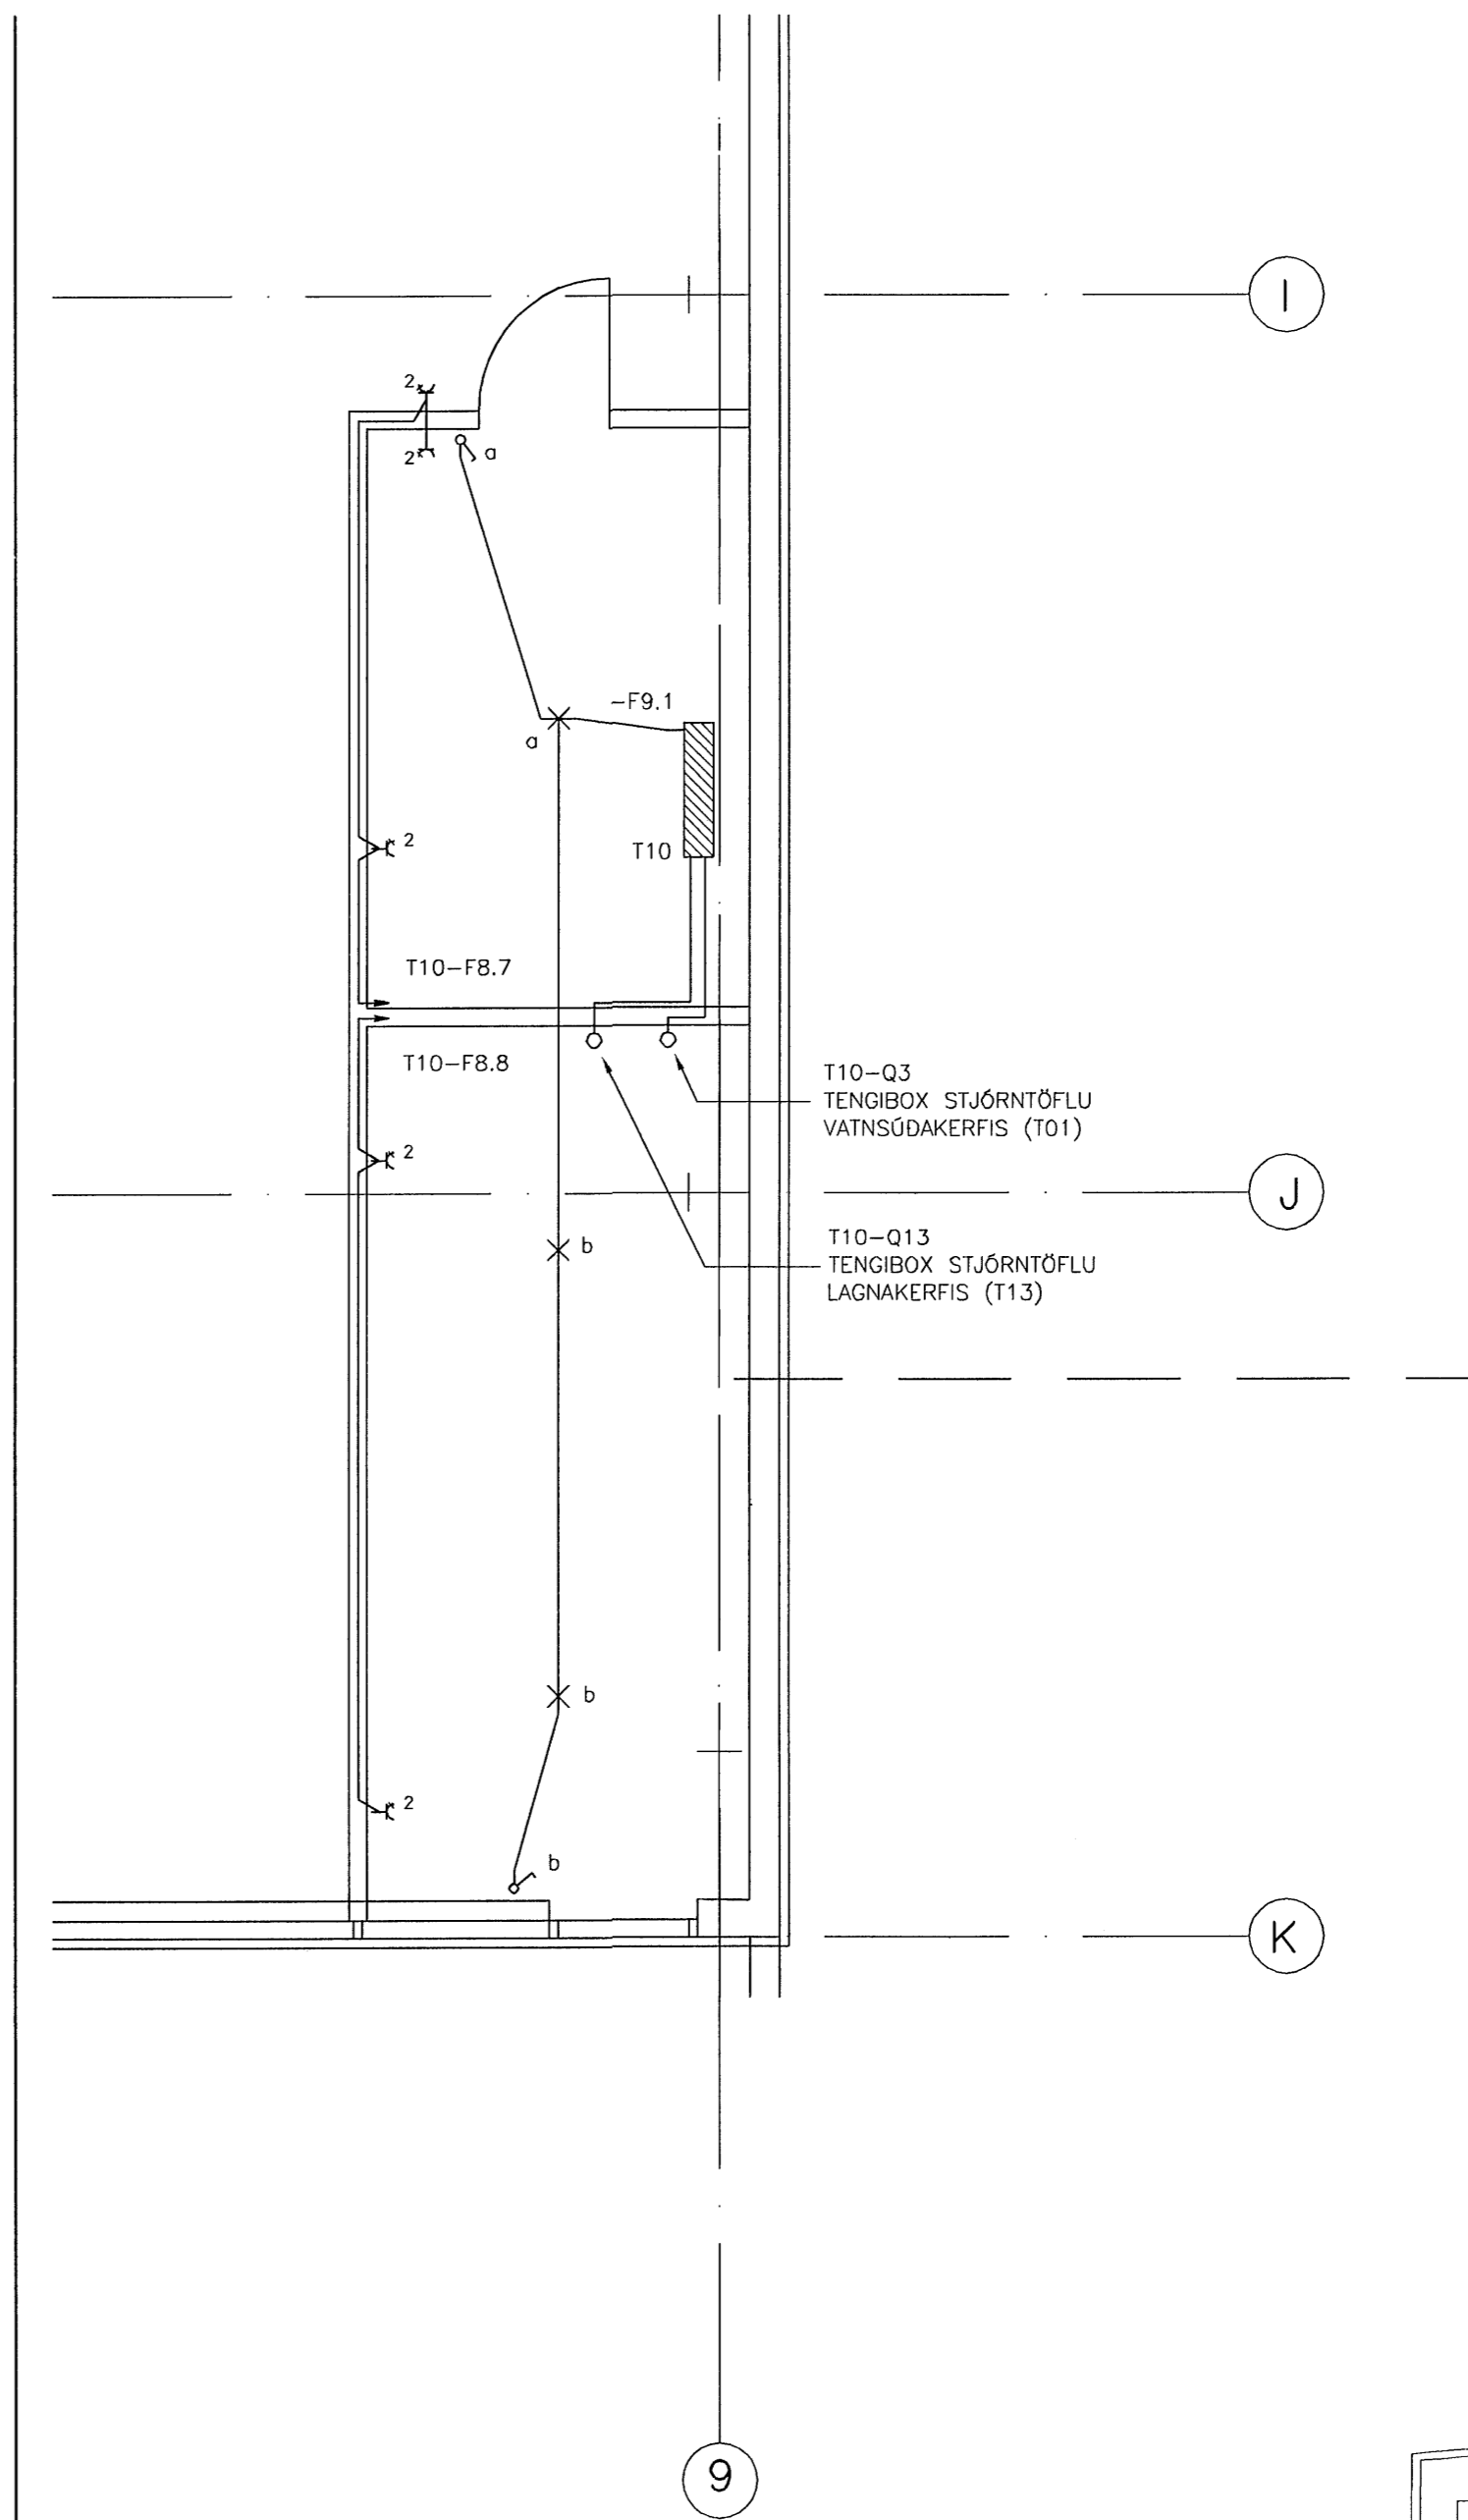 I
2
2
a
-F9.1
a
T10
2
T10-F8.7
T10-F8.8
T10-Q3
TENGIBOX STJÓRNTÖFLU
VATNSÚÐAKERFIS (T01)
2
J
T10-Q13
TENGIBOX STJÓRNTÖFLU
LAGNAKERFIS (T13)
b
b
2
b
K
9